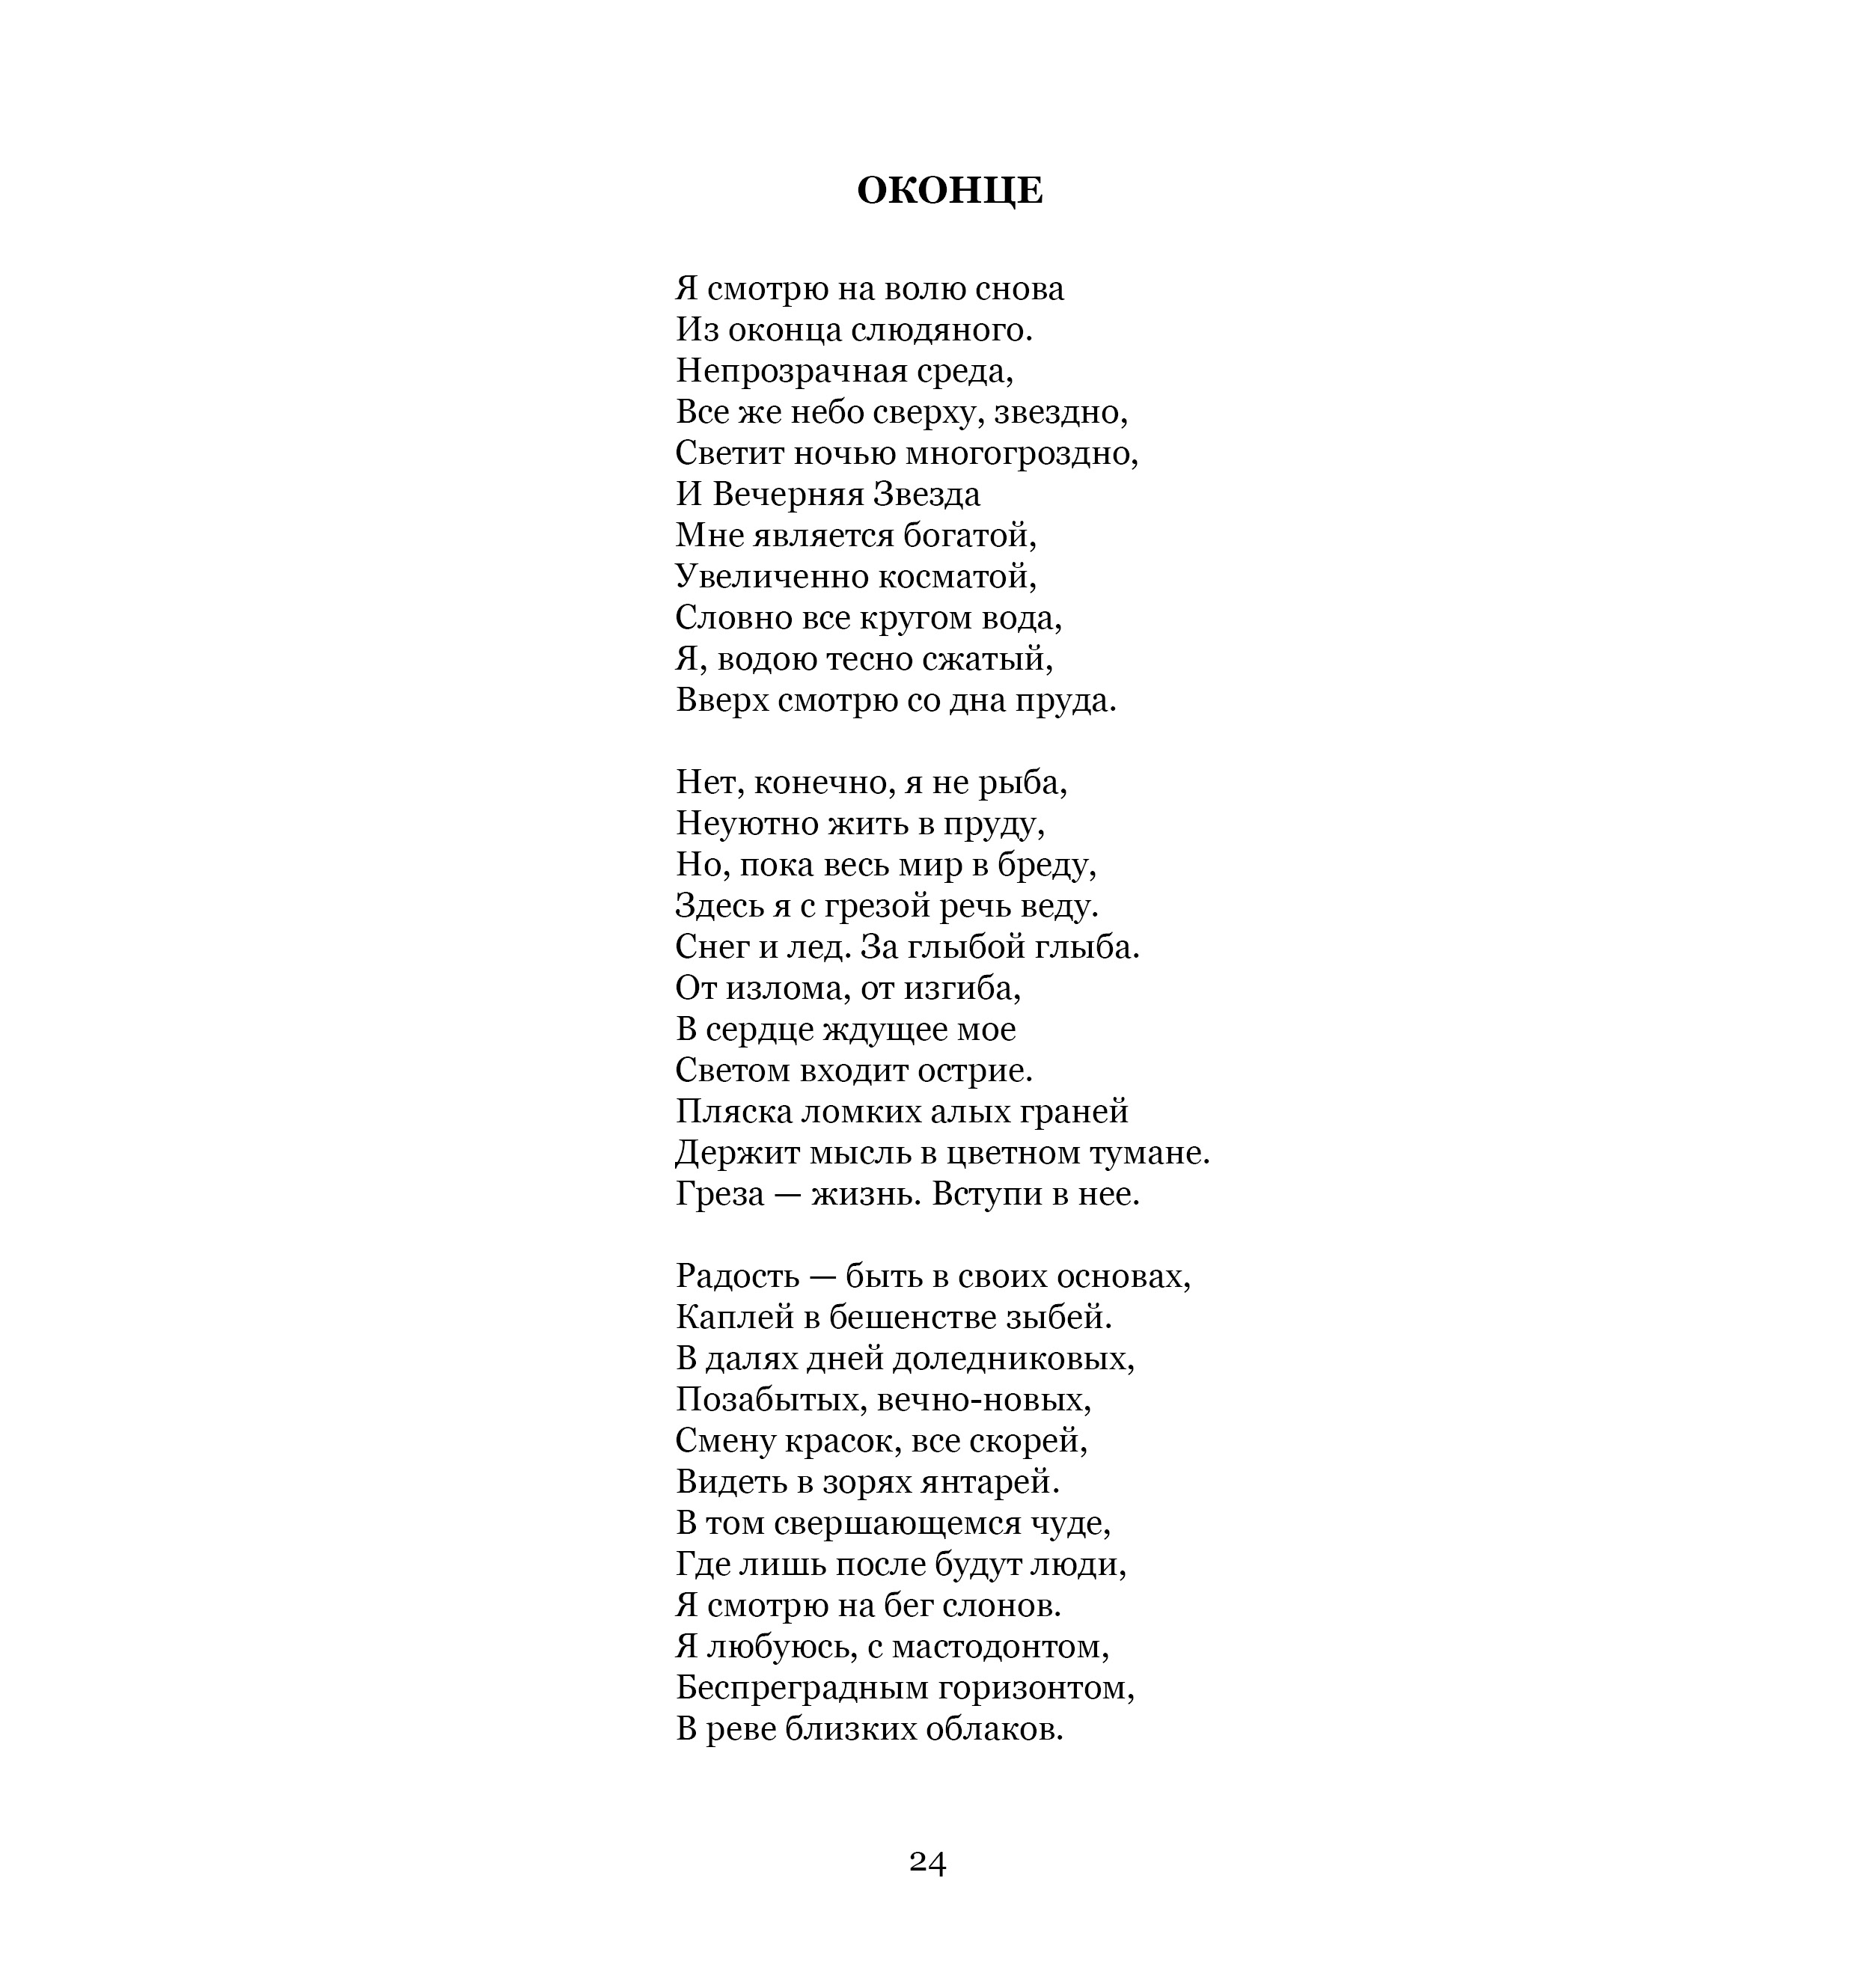 ОКОНЦЕ
Я смотрю на волю снова
Из оконца слюдяного.
Непрозрачная среда,
Все же небо сверху, звездно,
Светит ночью многогроздно,
И Вечерняя Звезда
Мне является богатой,
Увеличенно косматой,
Словно все кругом вода,
Я, водою тесно сжатый,
Вверх смотрю со дна пруда.
Нет, конечно, я не рыба,
Неуютно жить в пруду,
Но, пока весь мир в бреду,
Здесь я с грезой речь веду.
Снег и лед. За глыбой глыба.
От излома, от изгиба,
В сердце ждущее мое
Светом входит острие.
Пляска ломких алых граней
Держит мысль в цветном тумане.
Греза — жизнь. Вступи в нее.
Радость — быть в своих основах,
Каплей в бешенстве зыбей.
В далях дней доледниковых,
Позабытых, вечно-новых,
Смену красок, все скорей,
Видеть в зорях янтарей.
В том свершающемся чуде,
Где лишь после будут люди,
Я смотрю на бег слонов.
Я любуюсь, с мастодонтом,
Беспреградным горизонтом,
В реве близких облаков.
24